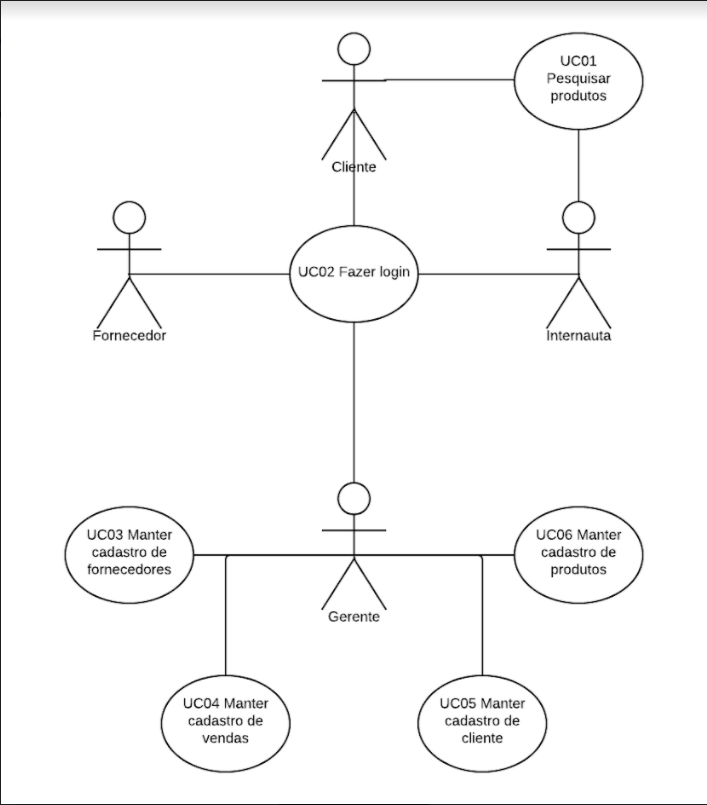 UC01
Pesquisar
produtos
Cliente
UC02 Fazer login
Fornecedor
Internauta
UC03 Manter
cadastro de
fornecedores
UC06 Manter
cadastro de
produtos
Gerente
UC04 Manter
cadastro de
vendas
UC05 Manter
cadastro de
cliente